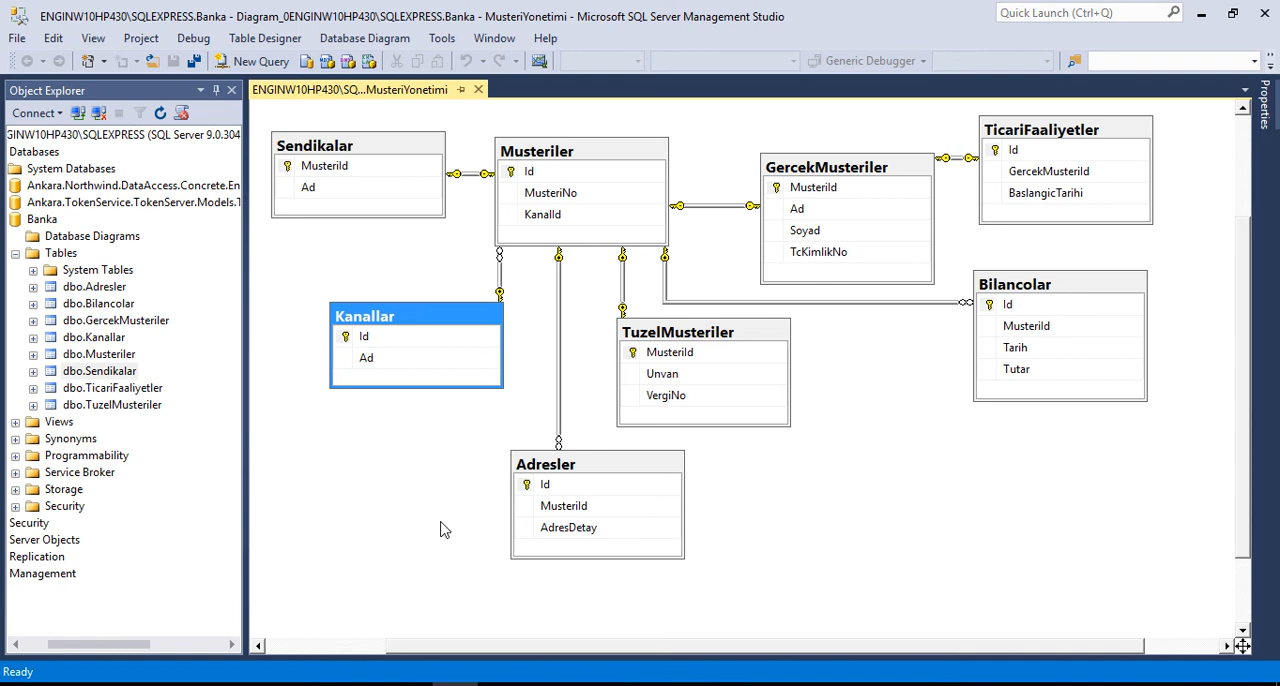 ENGINW10HP430\SQLEXPRESS.Banka - Diagram_0ENGINW10HP430\SQLEXPRESS.Banka - MusteriYonetimi - Microsoft SQL Server Management Studio
Quick Launch (Ctrl+Q)
File Edit View Project Debug Table Designer Database Diagram Tools Window Help
New Query
Generic Debugger
Object Explorer
ENGINW10HP430\SQ...MusteriYonetimi
Properties
Connect
GINW10HP430\SQLEXPRESS (SQL Server 9.0.304
Databases
System Databases
Ankara.Northwind.DataAccess.Concrete.En
Ankara.TokenService.TokenServer.Models.T
Banka
Database Diagrams
Tables
System Tables
dbo.Adresler
dbo.Bilancolar
dbo.GercekMusteriler
dbo.Kanallar
dbo.Musteriler
dbo.Sendikalar
dbo.TicariFaaliyetler
dbo.TuzelMusteriler
Views
Synonyms
Programmability
Service Broker
Storage
Security
Security
Server Objects
Replication
Management
Sendikalar
MusteriId
Ad
Musteriler
Id
MusteriNo
KanalId
GercekMusteriler
MusteriId
Ad
Soyad
TcKimlikNo
TicariFaaliyetler
Id
GercekMusteriId
BaslangicTarihi
Kanallar
Id
Ad
TuzelMusteriler
MusteriId
Unvan
VergiNo
Bilancolar
Id
MusteriId
Tarih
Tutar
Adresler
Id
MusteriId
AdresDetay
Ready